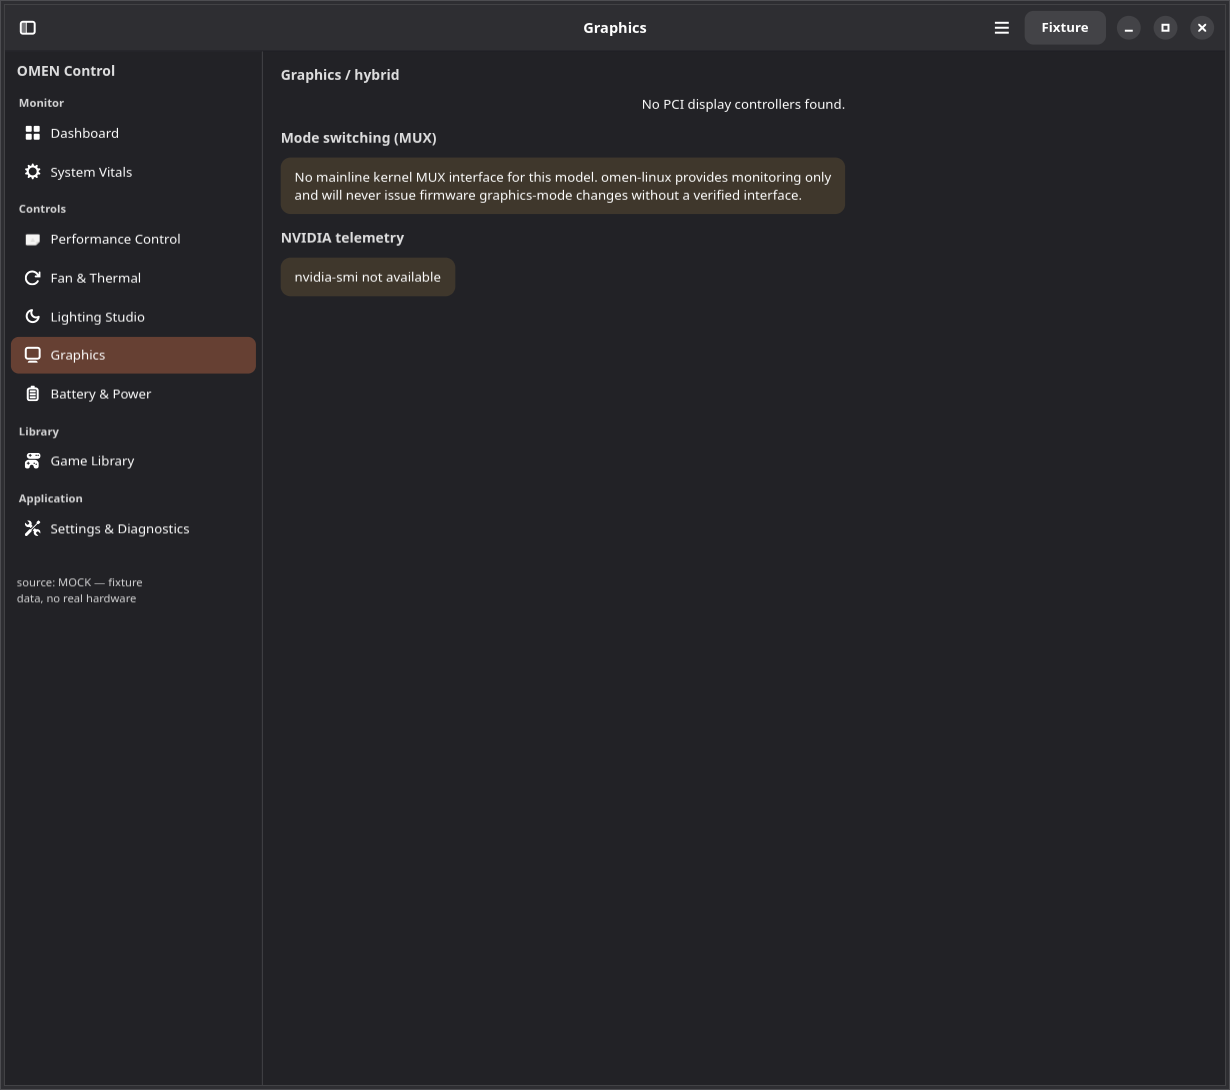 Graphics
Fixture
OMEN Control
Monitor
Dashboard
System Vitals
Controls
Performance Control
Fan & Thermal
Lighting Studio
Graphics
Battery & Power
Library
Game Library
Application
Settings & Diagnostics
source: MOCK — fixture
data, no real hardware
Graphics / hybrid
No PCI display controllers found.
Mode switching (MUX)
No mainline kernel MUX interface for this model. omen-linux provides monitoring only
and will never issue firmware graphics-mode changes without a verified interface.
NVIDIA telemetry
nvidia-smi not available